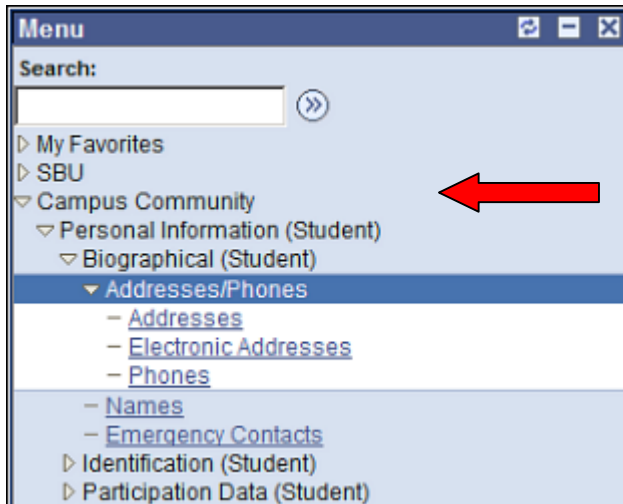 Menu
Search:
My Favorites
SBU
Campus Community
Personal Information (Student)
Biographical (Student)
Addresses/Phones
Addresses
Electronic Addresses
Phones
Names
Emergency Contacts
Identification (Student)
Participation Data (Student)